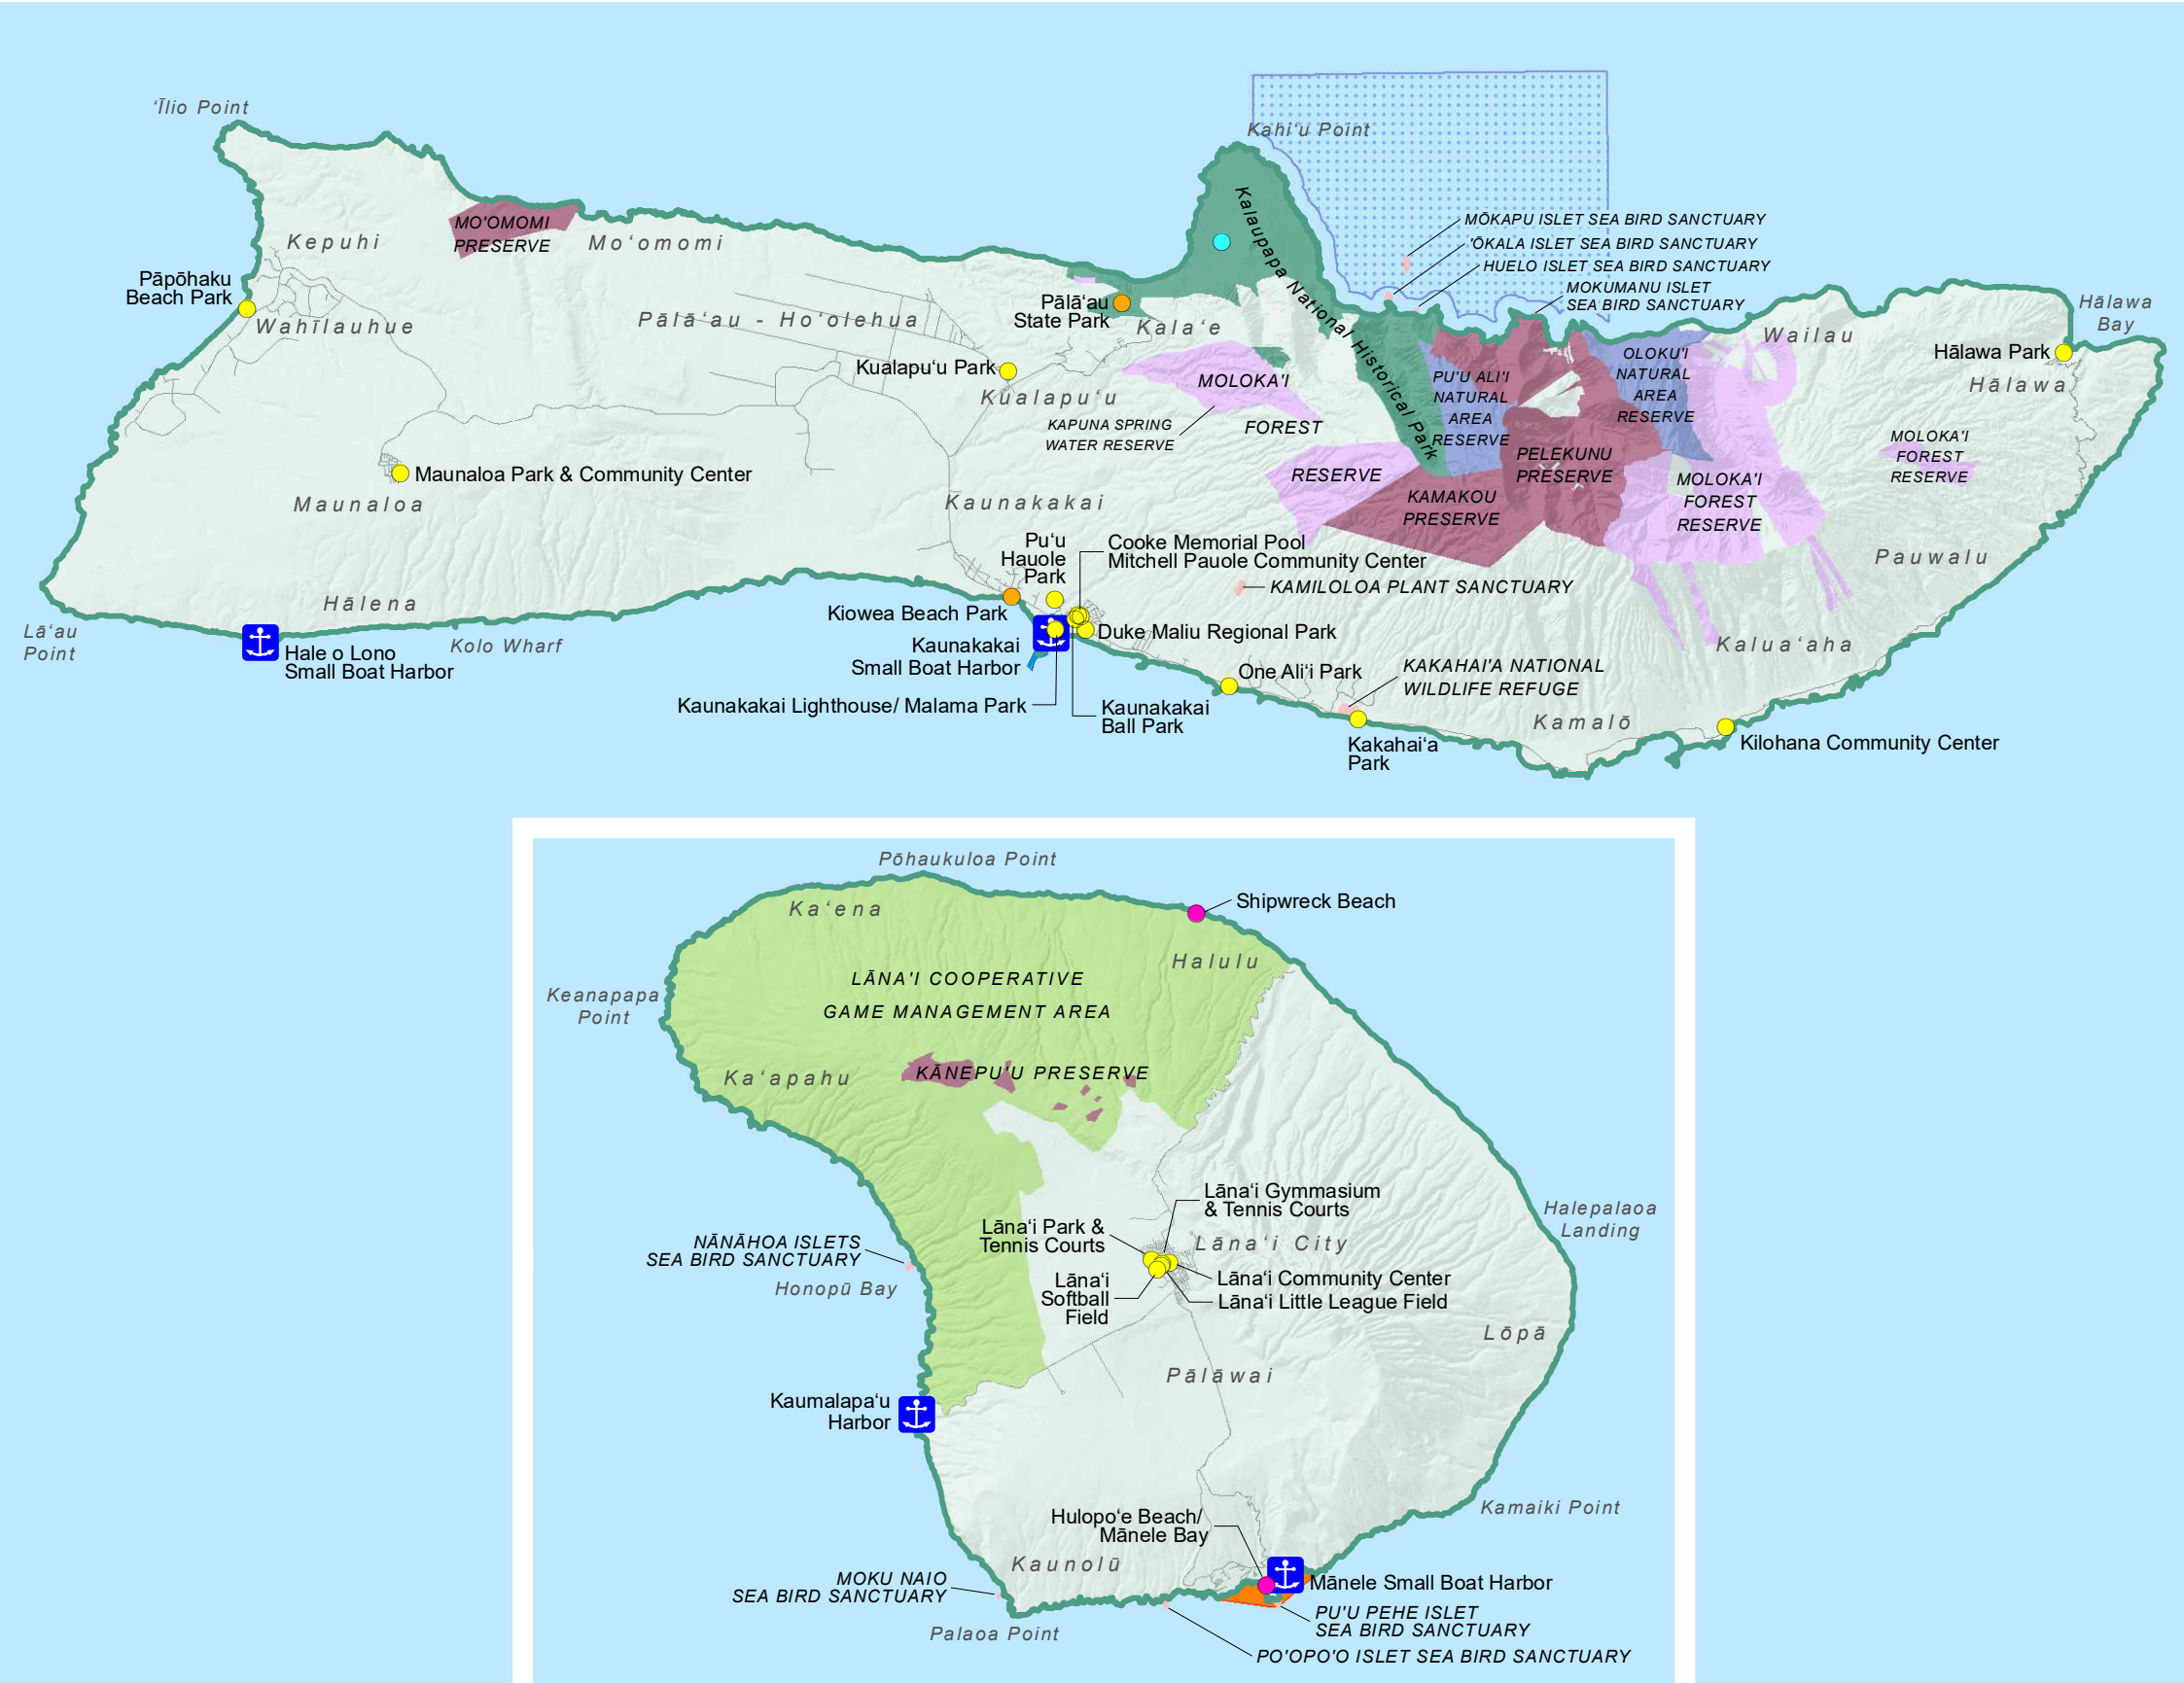 ʻĪlio Point
Kahiʻu Point
MŌKAPU ISLET SEA BIRD SANCTUARY
'ŌKALA ISLET SEA BIRD SANCTUARY
HUELO ISLET SEA BIRD SANCTUARY
MOKUMANU ISLET
SEA BIRD SANCTUARY
Kalaupapa National Historical Park
MO'OMOMI
PRESERVE
Kepuhi
Moʻomomi
Pāpōhaku
Beach Park
Wahīlauhue
Pālāʻau - Hoʻolehua
Pālāʻau
State Park
Kalaʻe
Wailau
Hālawa
Bay
Hālawa Park
Hālawa
Kualapuʻu Park
Kualapuʻu
MOLOKA'I
FOREST
RESERVE
KAPUNA SPRING
WATER RESERVE
PU'U ALI'I
NATURAL
AREA
RESERVE
OLOKU'I
NATURAL
AREA
RESERVE
PELEKUNU
PRESERVE
KAMAKOU
PRESERVE
MOLOKA'I
FOREST
RESERVE
MOLOKA'I
FOREST
RESERVE
Maunaloa Park & Community Center
Maunaloa
Kaunakakai
Pauwalu
Puʻu
Hauole
Park
Cooke Memorial Pool
Mitchell Pauole Community Center
KAMILOLOA PLANT SANCTUARY
Hālena
Kiowea Beach Park
Duke Maliu Regional Park
Lāʻau
Point
Hale o Lono
Small Boat Harbor
Kolo Wharf
Kaunakakai
Small Boat Harbor
Kaluaʻaha
One Aliʻi Park
KAKAHAI'A NATIONAL
WILDLIFE REFUGE
Kaunakakai Lighthouse/ Malama Park
Kaunakakai
Ball Park
Kamalō
Kakahaiʻa
Park
Kilohana Community Center
Pōhaukuloa Point
Kaʻena
Shipwreck Beach
Halulu
LĀNA'I COOPERATIVE
GAME MANAGEMENT AREA
Keanapapa
Point
Kaʻapahu
KĀNEPU'U PRESERVE
Lānaʻi Gymmasium
& Tennis Courts
Lānaʻi Park &
Tennis Courts
Lānaʻi City
Halepalaoa
Landing
NĀNĀHOA ISLETS
SEA BIRD SANCTUARY
Honopū Bay
Lānaʻi
Softball
Field
Lānaʻi Community Center
Lānaʻi Little League Field
Lōpā
Pālāwai
Kaumalapaʻu
Harbor
Kamaiki Point
Hulopoʻe Beach/
Mānele Bay
Kaunolū
MOKU NAIO
SEA BIRD SANCTUARY
Mānele Small Boat Harbor
PU'U PEHE ISLET
SEA BIRD SANCTUARY
Palaoa Point
PO'OPO'O ISLET SEA BIRD SANCTUARY